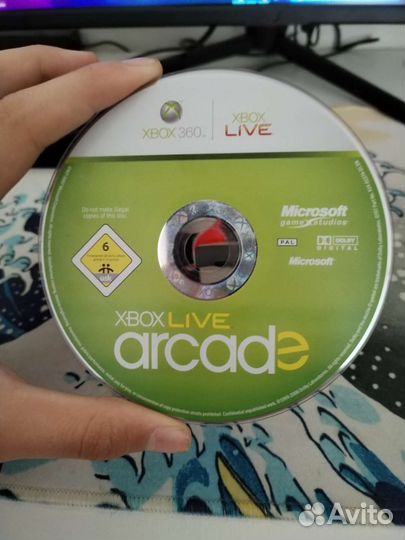 XBOX 360
XBOX
LIVE
Do not make illegal
copies of this disc
6
usk
Microsoft
game studios
PAL
DOLBY
DIGITAL
Microsoft
XBOX LIVE
arcade
Avito